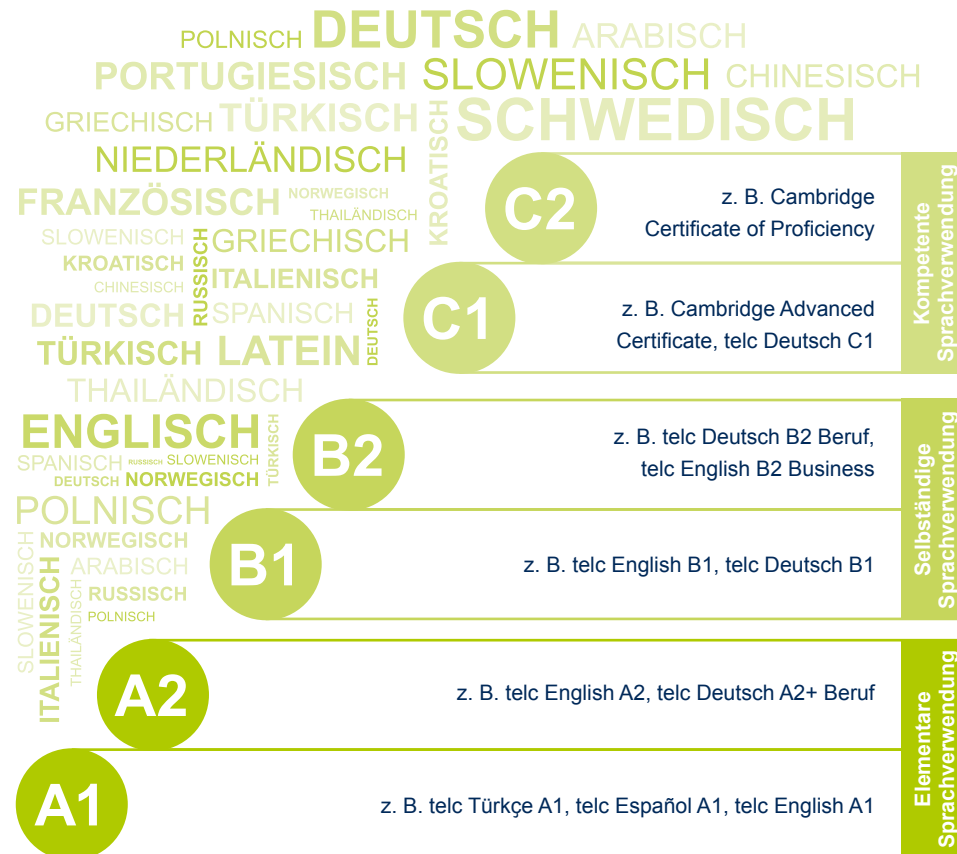 POLNISCH DEUTSCH ARABISCH
PORTUGIESISCH SLOWENISCH CHINESISCH
GRIECHISCH TÜRKISCH KROATISCH SCHWEDISCH
NIEDERLÄNDISCH
FRANZÖSISCH NORWEGISCH
THAILÄNDISCH
SLOWENISCH RUSSISCH GRIECHISCH
KROATISCH ITALIENISCH
CHINESISCH
DEUTSCH SPANISCH DEUTSCH
TÜRKISCH LATEIN
THAILÄNDISCH
ENGLISCH TÜRKISCH
SPANISCH RUSSISCH SLOWENISCH
DEUTSCH NORWEGISCH
POLNISCH
SLOWENISCH NORWEGISCH
ITALIENISCH ARABISCH
THAILÄNDISCH RUSSISCH
POLNISCH
C2
z. B. Cambridge
Certificate of Proficiency
C1
z. B. Cambridge Advanced
Certificate, telc Deutsch C1
Kompetente
Sprachverwendung
B2
z. B. telc Deutsch B2 Beruf,
telc English B2 Business
B1
z. B. telc English B1, telc Deutsch B1
Selbständige
Sprachverwendung
A2
z. B. telc English A2, telc Deutsch A2+ Beruf
A1
z. B. telc Türkçe A1, telc Español A1, telc English A1
Elementare
Sprachverwendung